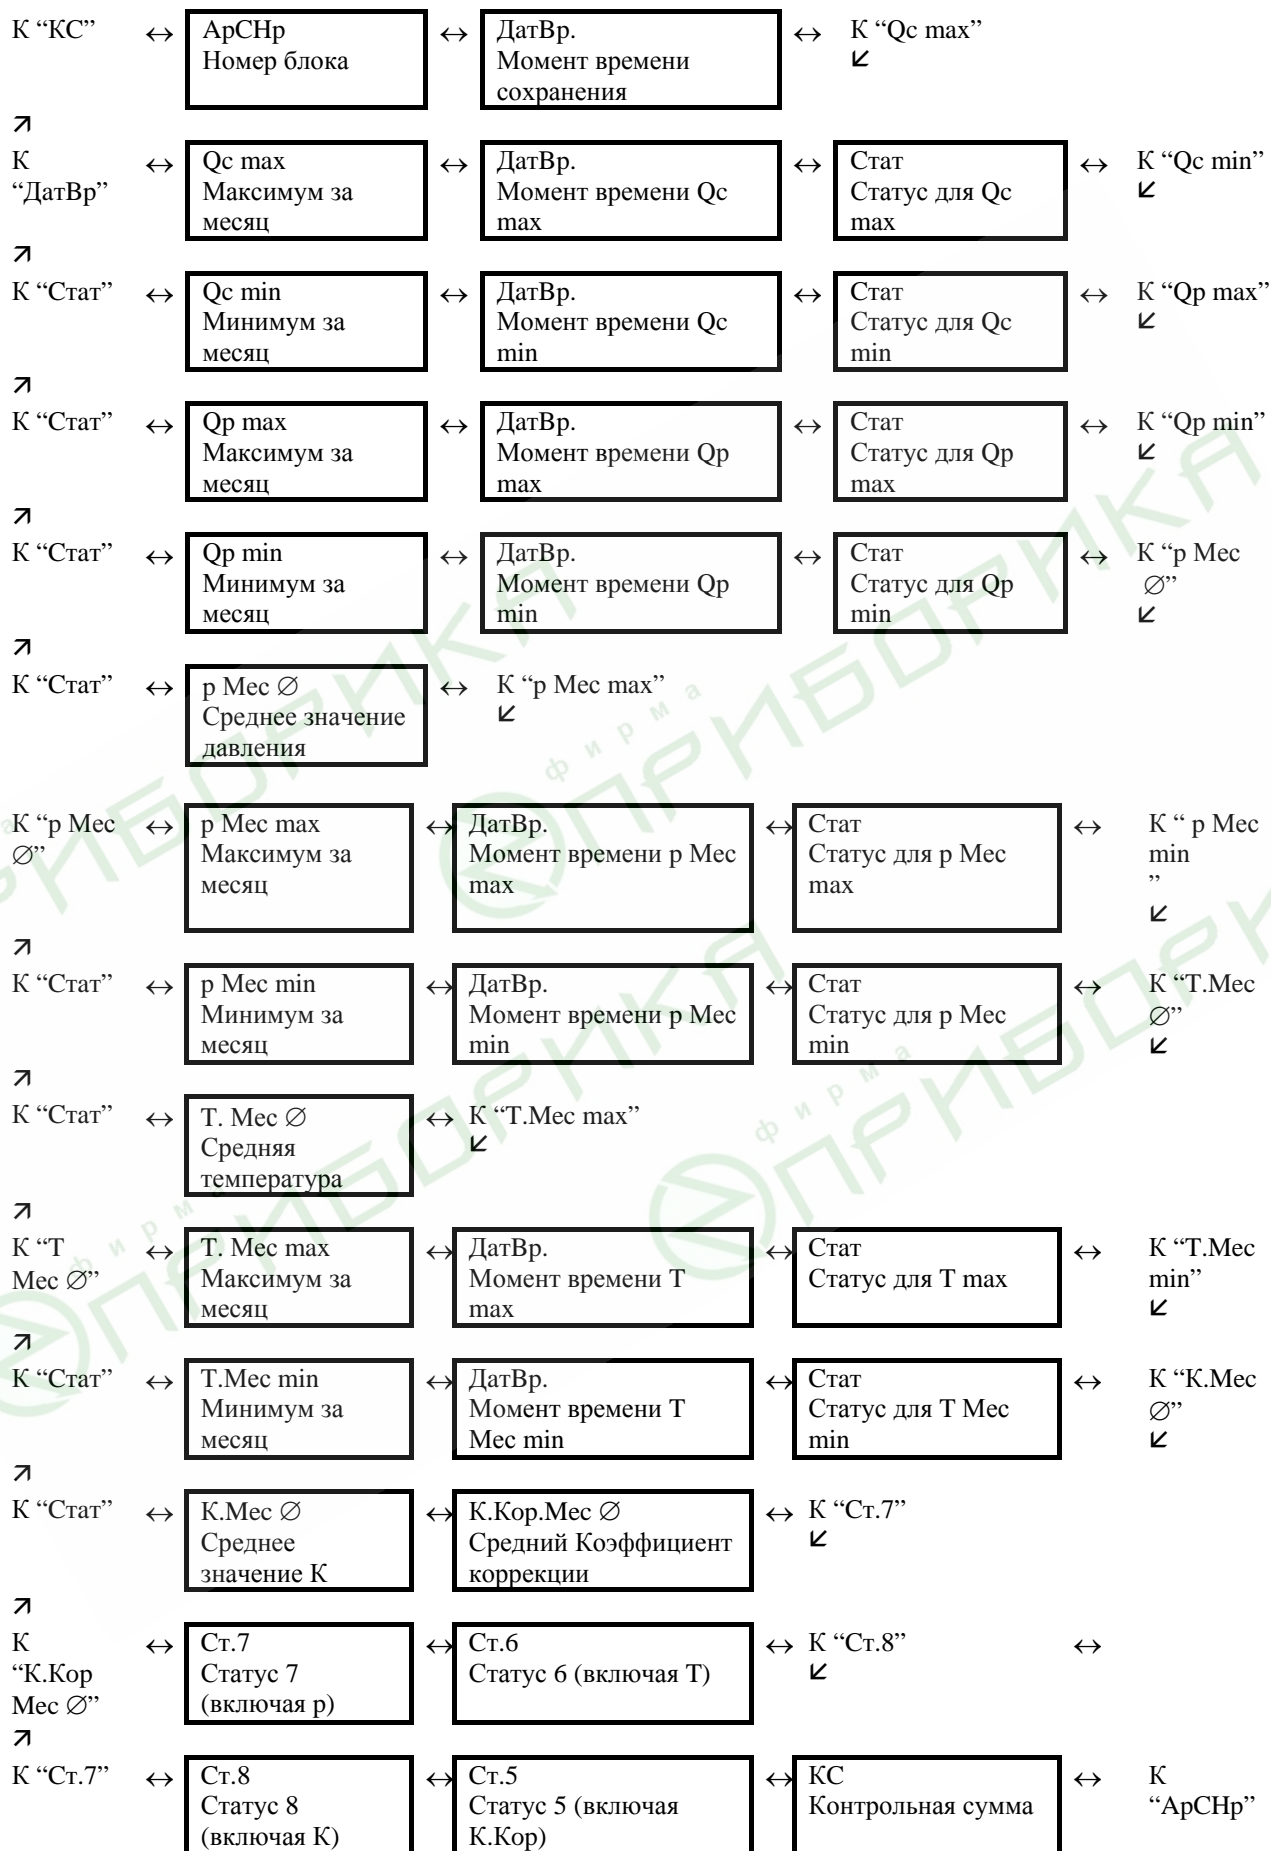 К “КС” ↔ АрСНр ↔ ДатВр. ↔ К “Qc max”
Номер блока Момент времени ↙
сохранения
↗
К ↔ Qc max ↔ ДатВр. ↔ Стат ↔ К “Qc min”
“ДатВр” Максимум за Момент времени Qc Статус для Qc ↙
месяц max max
↗
К “Стат” ↔ Qc min ↔ ДатВр. ↔ Стат ↔ К “Qp max”
Минимум за Момент времени Qc Статус для Qc ↙
месяц min min
↗
К “Стат” ↔ Qp max ↔ ДатВр. ↔ Стат ↔ К “Qp min”
Максимум за Момент времени Qp Статус для Qp ↙
месяц max max
↗
К “Стат” ↔ Qp min ↔ ДатВр. ↔ Стат ↔ К “р Мес
Минимум за Момент времени Qp Статус для Qp ∅”
месяц min min ↙
↗
К “Стат” ↔ р Мес ∅ ↔ К “р Мес max”
Среднее значение ↙
давления
К “р Мес ↔ р Мес max ↔ ДатВр. ↔ Стат ↔ К “ р Мес
∅” Максимум за Момент времени р Мес Статус для р Мес min
месяц max max ”
↙
↗
К “Стат” ↔ р Мес min ↔ ДатВр. ↔ Стат ↔ К “Т.Мес
Минимум за Момент времени р Мес Статус для р Мес ∅”
месяц min min ↙
↗
К “Стат” ↔ Т. Мес ∅ ↔ К “Т.Мес max”
Средняя ↙
температура
↗
К “Т ↔ Т. Мес max ↔ ДатВр. ↔ Стат ↔ К “Т.Мес
Мес ∅” Максимум за Момент времени Т Статус для Т max min”
месяц max ↙
↗
К “Стат” ↔ Т.Мес min ↔ ДатВр. ↔ Стат ↔ К “К.Мес
Минимум за Момент времени Т Статус для Т Мес ∅”
месяц Мес min min ↙
↗
К “Стат” ↔ К.Мес ∅ ↔ К.Кор.Мес ∅ ↔ К “Ст.7”
Среднее Средний Коэффициент ↙
значение К коррекции
↗
К ↔ Ст.7 ↔ Ст.6 ↔ К “Ст.8” ↔
“К.Кор Статус 7 Статус 6 (включая Т) ↙
Мес ∅” (включая р)
↗
К “Ст.7” ↔ Ст.8 ↔ Ст.5 ↔ КС ↔ К
Статус 8 Статус 5 (включая Контрольная сумма “АрСНр”
(включая К) К.Кор)
фирма
ПРИБОРИКА
фирма
ПРИБОРИКА
фирма
ПРИБОРИКА
фирма
ПРИБОРИКА